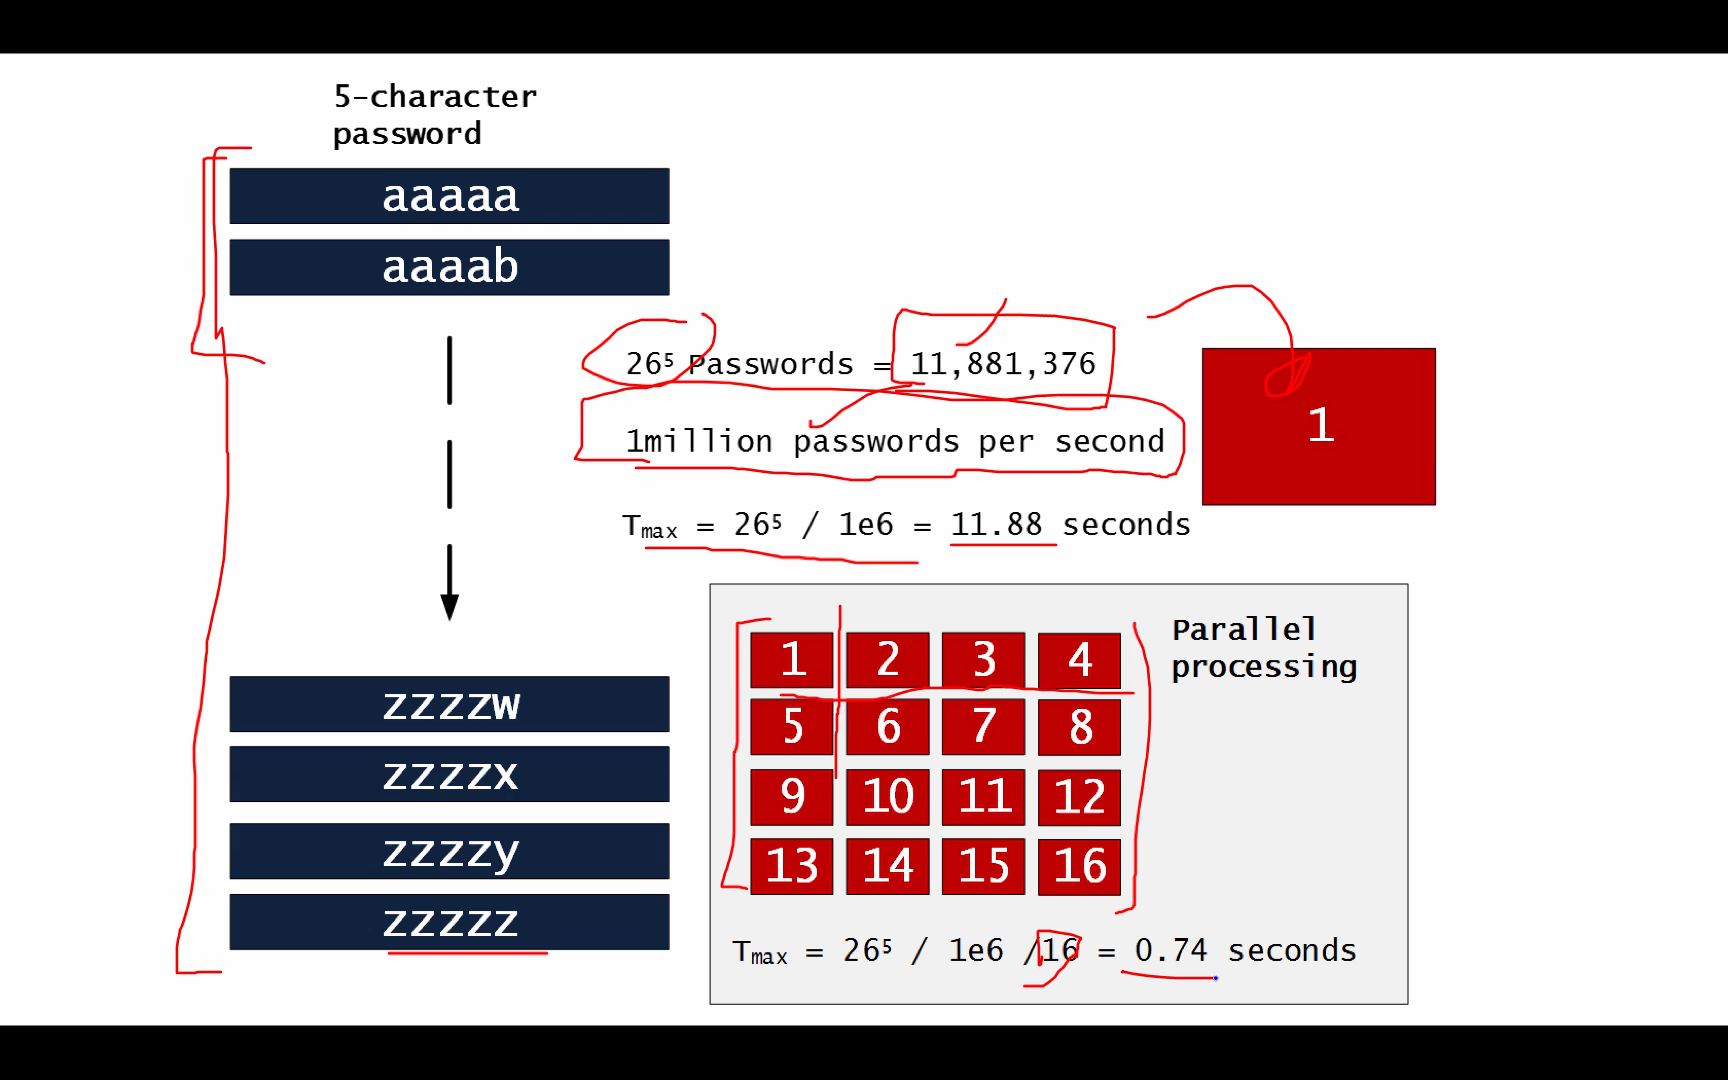 5-character
password
aaaaa
aaaab
26⁵ Passwords = 11,881,376
1million passwords per second
1
Tmax = 26⁵ / 1e6 = 11.88 seconds
zzzzw
zzzzx
zzzzy
zzzzz
Parallel
processing
1 2 3 4
5 6 7 8
9 10 11 12
13 14 15 16
Tmax = 26⁵ / 1e6 /16 = 0.74 seconds